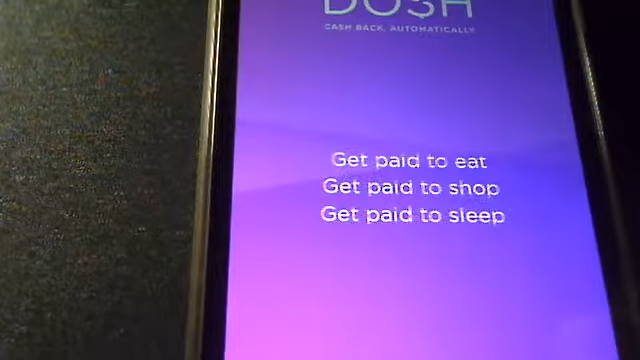 DOSH
CASH BACK, AUTOMATICALLY
Get paid to eat
Get paid to shop
Get paid to sleep